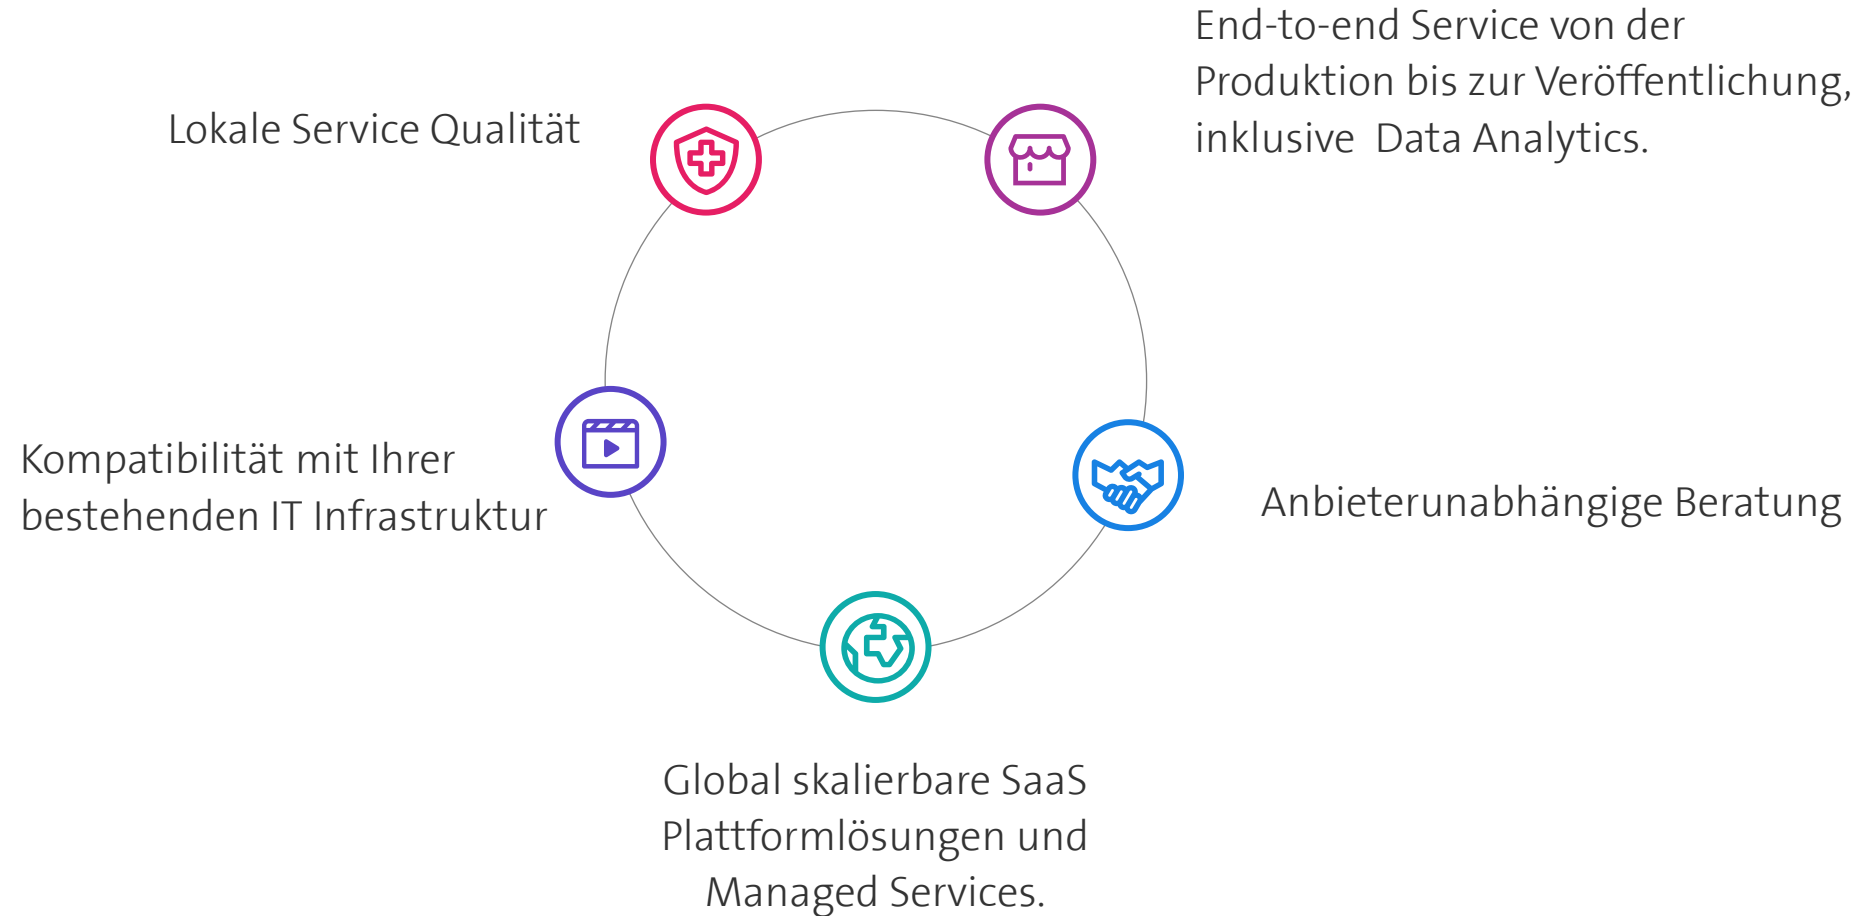 Lokale Service Qualität
End-to-end Service von der
Produktion bis zur Veröffentlichung,
inklusive  Data Analytics.
Kompatibilität mit Ihrer
bestehenden IT Infrastruktur
Anbieterunabhängige Beratung
Global skalierbare SaaS
Plattformlösungen und
Managed Services.